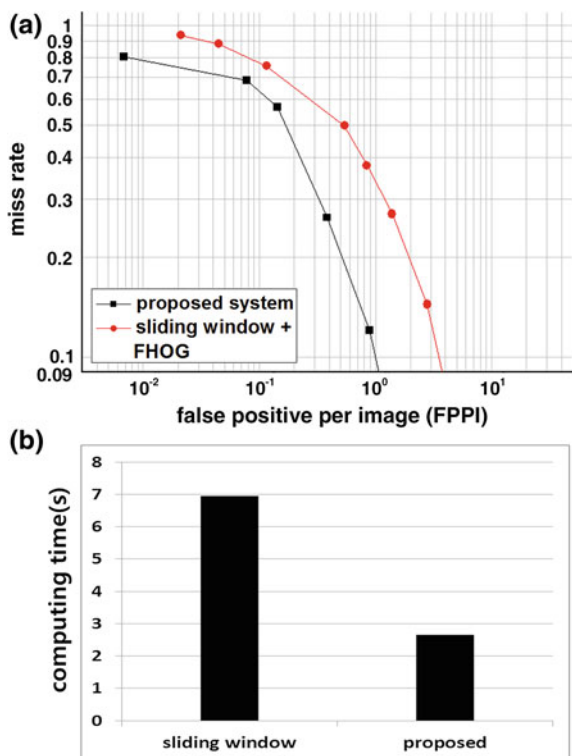 (a)
1
0.9
0.8
0.7
0.6
0.5
0.4
0.3
0.2
0.1
0.09
miss rate
proposed system
sliding window +
FHOG
10⁻² 10⁻¹ 10⁰ 10¹
false positive per image (FPPI)
(b)
8
7
6
5
4
3
2
1
0
computing time(s)
sliding window proposed